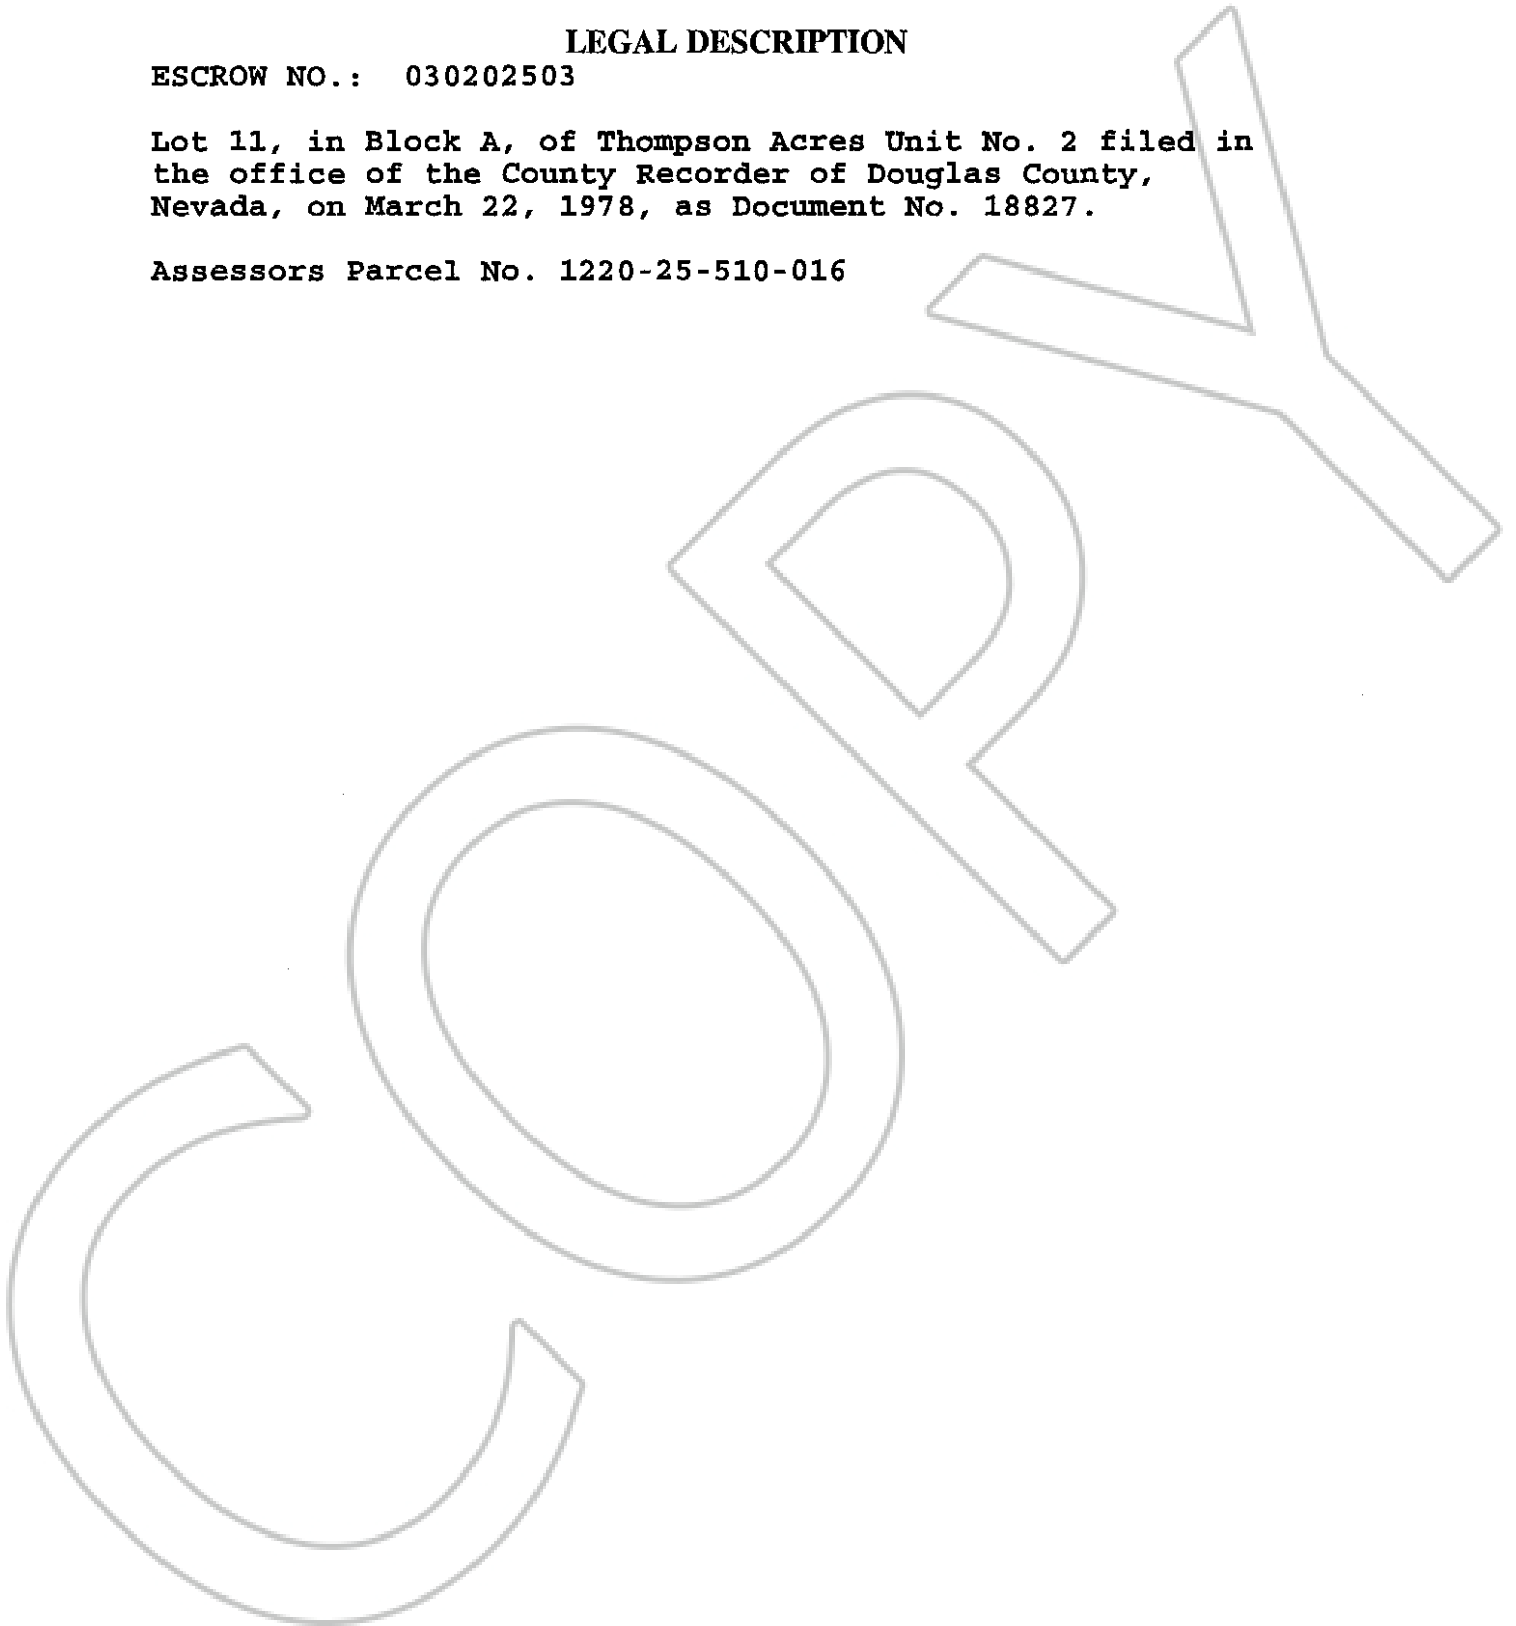 LEGAL DESCRIPTION
ESCROW NO.: 030202503
Lot 11, in Block A, of Thompson Acres Unit No. 2 filed in
the office of the County Recorder of Douglas County,
Nevada, on March 22, 1978, as Document No. 18827.
Assessors Parcel No. 1220-25-510-016
COPY